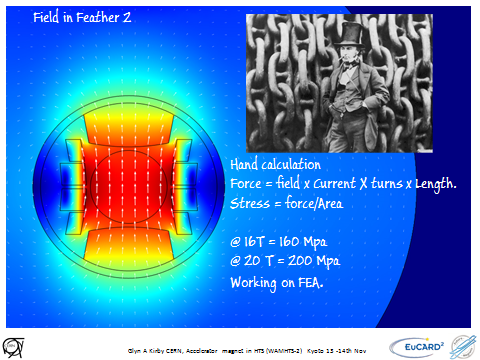 Field in Feather 2
Hand calculation
Force = field x Current X turns x Length.
Stress = force/Area
@ 16T = 160 Mpa
@ 20 T = 200 Mpa
Working on FEA.
Glyn A Kirby CERN, Accelerator magnet in HTS (WAMHTS-2) Kyoto 13 -14th Nov
EuCARD²